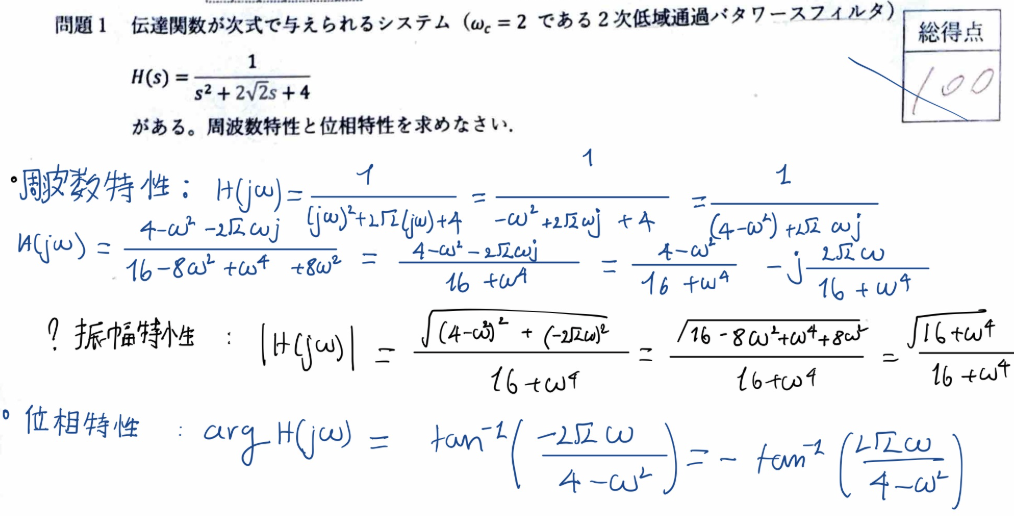 問題1 伝達関数が次式で与えられるシステム（ω_c = 2 である2次低域通過バタワースフィルタ）
総得点
100
H(s) = 1 / (s² + 2√2s + 4)
がある。周波数特性と位相特性を求めなさい.
•周波数特性 : H(jω) = 1 / ((jω)² + 2√2(jω) + 4) = 1 / (-ω² + 2√2ωj + 4) = 1 / ((4-ω²) + 2√2 ωj)
H(jω) = (4-ω² -2√2ωj) / (16-8ω² + ω⁴ + 8ω²) = (4-ω² - 2√2ωj) / (16 + ω⁴) = (4-ω²) / (16 + ω⁴) - j (2√2ω) / (16 + ω⁴)
? 振幅特性 : |H(jω)| = √((4-ω²)² + (-2√2ω)²) / (16+ω⁴) = √(16-8ω²+ω⁴+8ω²) / (16+ω⁴) = √(16+ω⁴) / (16+ω⁴)
• 位相特性 : arg H(jω) = tan⁻¹((-2√2ω) / (4-ω²)) = - tan⁻¹((2√2ω) / (4-ω²))